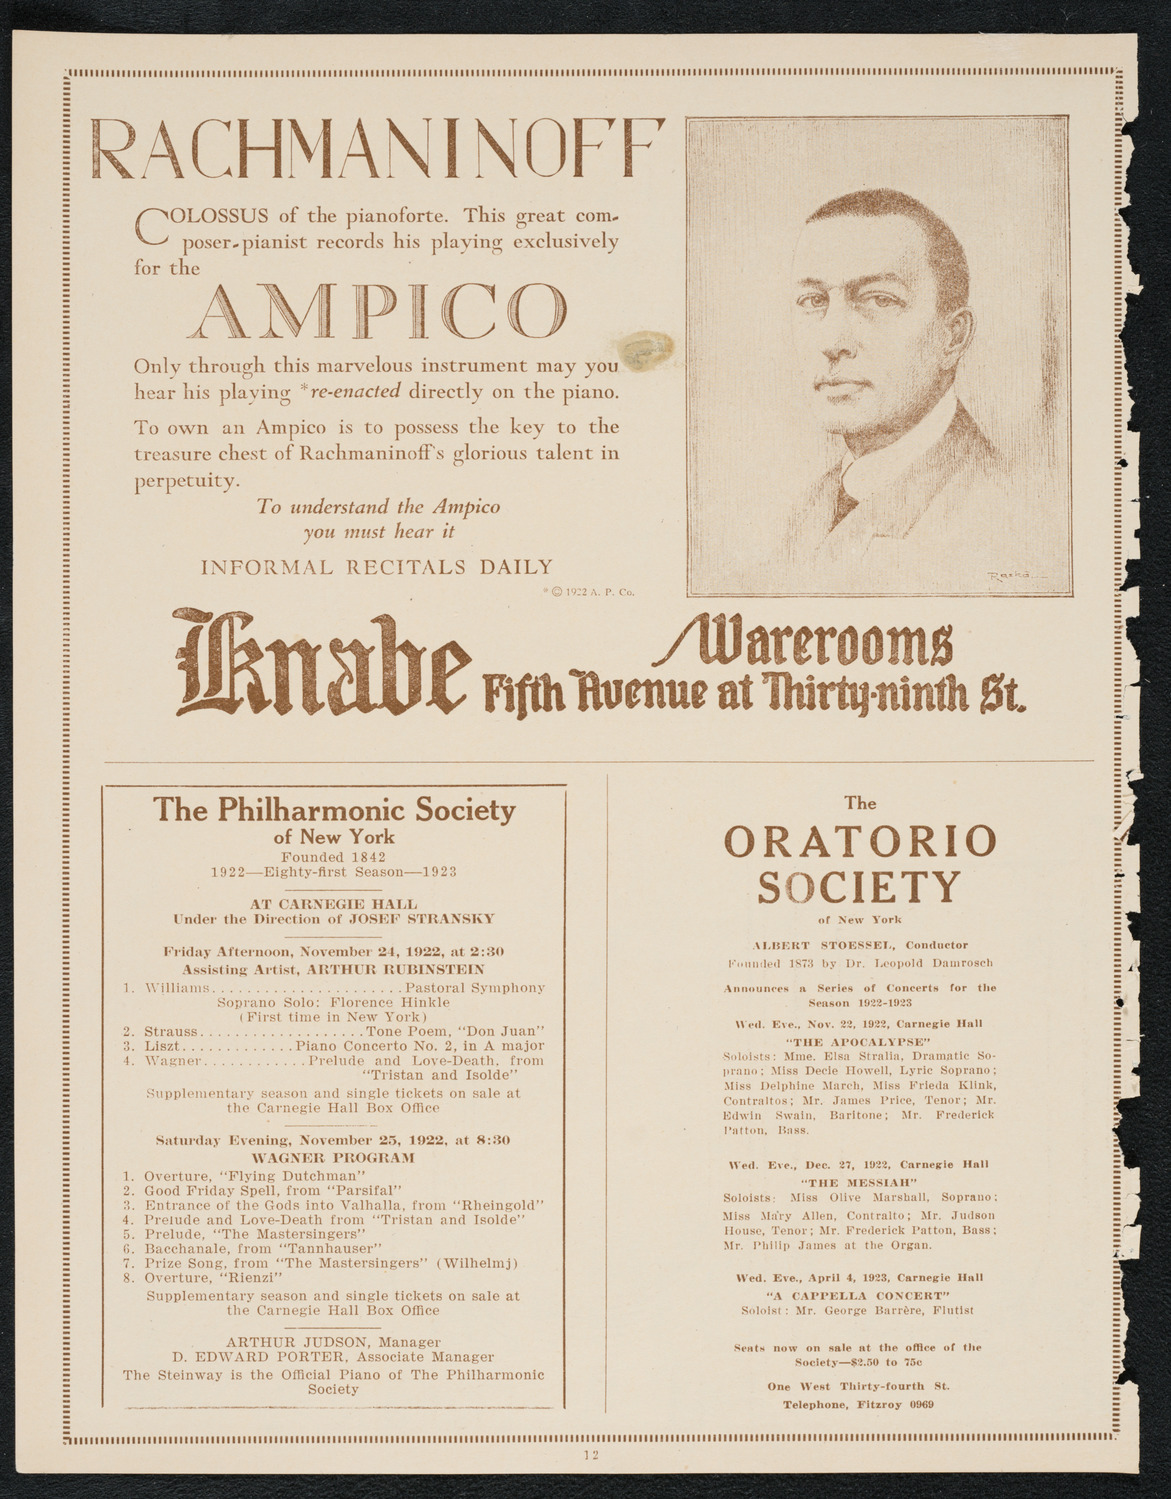 RACHMANINOFF
COLOSSUS of the pianoforte. This great com-
poser-pianist records his playing exclusively
for the
AMPICO
Only through this marvelous instrument may you
hear his playing *re-enacted directly on the piano.
To own an Ampico is to possess the key to the
treasure chest of Rachmaninoff's glorious talent in
perpetuity.
To understand the Ampico
you must hear it
INFORMAL RECITALS DAILY
* © 1922 A. P. Co.
Knabe Warerooms
Fifth Avenue at Thirty-ninth St.
The Philharmonic Society
of New York
Founded 1842
1922—Eighty-first Season—1923
AT CARNEGIE HALL
Under the Direction of JOSEF STRANSKY
Friday Afternoon, November 24, 1922, at 2:30
Assisting Artist, ARTHUR RUBINSTEIN
1. Williams......................Pastoral Symphony
Soprano Solo: Florence Hinkle
(First time in New York)
2. Strauss...................Tone Poem, "Don Juan"
3. Liszt.............Piano Concerto No. 2, in A major
4. Wagner............Prelude and Love-Death, from
"Tristan and Isolde"
Supplementary season and single tickets on sale at
the Carnegie Hall Box Office
Saturday Evening, November 25, 1922, at 8:30
WAGNER PROGRAM
1. Overture, "Flying Dutchman"
2. Good Friday Spell, from "Parsifal"
3. Entrance of the Gods into Valhalla, from "Rheingold"
4. Prelude and Love-Death from "Tristan and Isolde"
5. Prelude, "The Mastersingers"
6. Bacchanale, from "Tannhauser"
7. Prize Song, from "The Mastersingers" (Wilhelmj)
8. Overture, "Rienzi"
Supplementary season and single tickets on sale at
the Carnegie Hall Box Office
ARTHUR JUDSON, Manager
D. EDWARD PORTER, Associate Manager
The Steinway is the Official Piano of The Philharmonic
Society
The
ORATORIO
SOCIETY
of New York
ALBERT STOESSEL, Conductor
Founded 1873 by Dr. Leopold Damrosch
Announces a Series of Concerts for the
Season 1922-1923
Wed. Eve., Nov. 22, 1922, Carnegie Hall
"THE APOCALYPSE"
Soloists: Mme. Elsa Stralia, Dramatic So-
prano; Miss Decie Howell, Lyric Soprano;
Miss Delphine March, Miss Frieda Klink,
Contraltos; Mr. James Price, Tenor; Mr.
Edwin Swain, Baritone; Mr. Frederick
Patton, Bass.
Wed. Eve., Dec. 27, 1922, Carnegie Hall
"THE MESSIAH"
Soloists: Miss Olive Marshall, Soprano;
Miss Mary Allen, Contralto; Mr. Judson
House, Tenor; Mr. Frederick Patton, Bass;
Mr. Philip James at the Organ.
Wed. Eve., April 4, 1923, Carnegie Hall
"A CAPPELLA CONCERT"
Soloist: Mr. George Barrère, Flutist
Seats now on sale at the office of the
Society—$2.50 to 75c
One West Thirty-fourth St.
Telephone, Fitzroy 0969
12